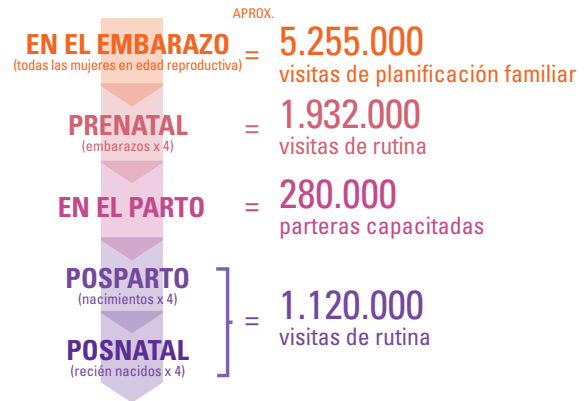 APROX.
EN EL EMBARAZO = 5.255.000
(todas las mujeres en edad reproductiva)
visitas de planificación familiar
PRENATAL = 1.932.000
(embarazos x 4)
visitas de rutina
EN EL PARTO = 280.000
parteras capacitadas
POSPARTO
(nacimientos x 4)
= 1.120.000
visitas de rutina
POSNATAL
(recién nacidos x 4)